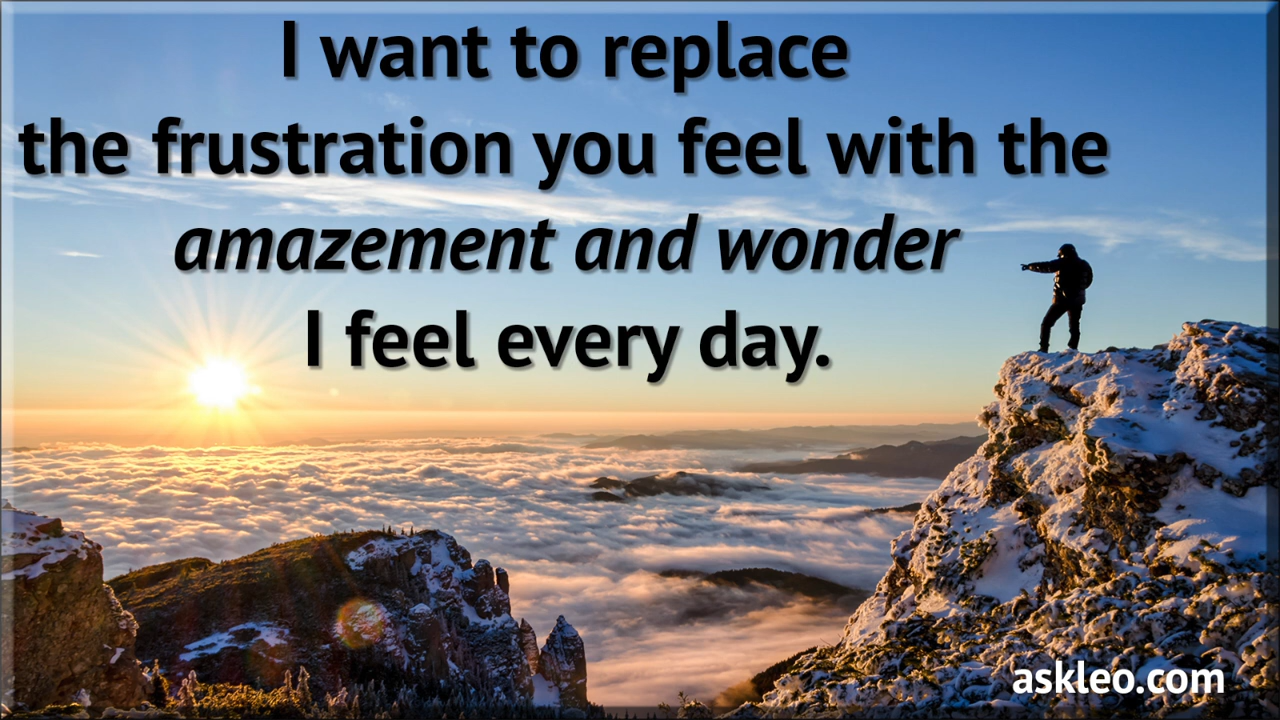 I want to replace
the frustration you feel with the
amazement and wonder
I feel every day.
askleo.com